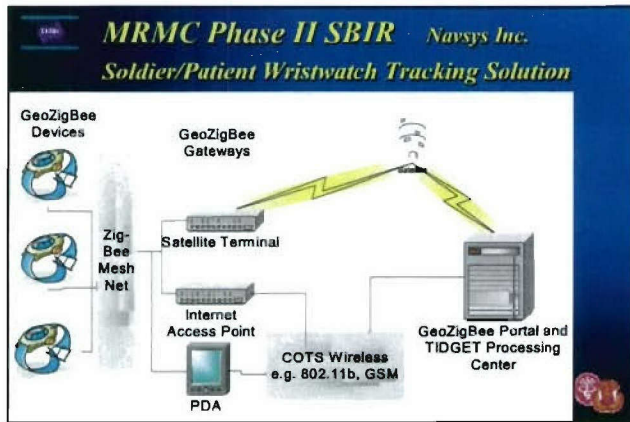 MRMC Phase II SBIR Navsys Inc.
Soldier/Patient Wristwatch Tracking Solution
GeoZigBee
Devices
GeoZigBee
Gateways
Zig-
Bee
Mesh
Net
Satellite Terminal
Internet
Access Point
PDA
COTS Wireless
e.g. 802.11b, GSM
GeoZigBee Portal and
TIDGET Processing
Center